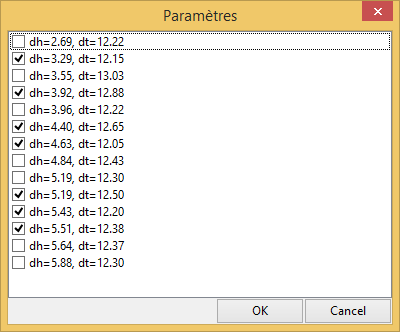 Paramètres
dh=2.69, dt=12.22
dh=3.29, dt=12.15
dh=3.55, dt=13.03
dh=3.92, dt=12.88
dh=3.96, dt=12.22
dh=4.40, dt=12.65
dh=4.63, dt=12.05
dh=4.84, dt=12.43
dh=5.19, dt=12.30
dh=5.19, dt=12.50
dh=5.43, dt=12.20
dh=5.51, dt=12.38
dh=5.64, dt=12.37
dh=5.88, dt=12.30
OK Cancel